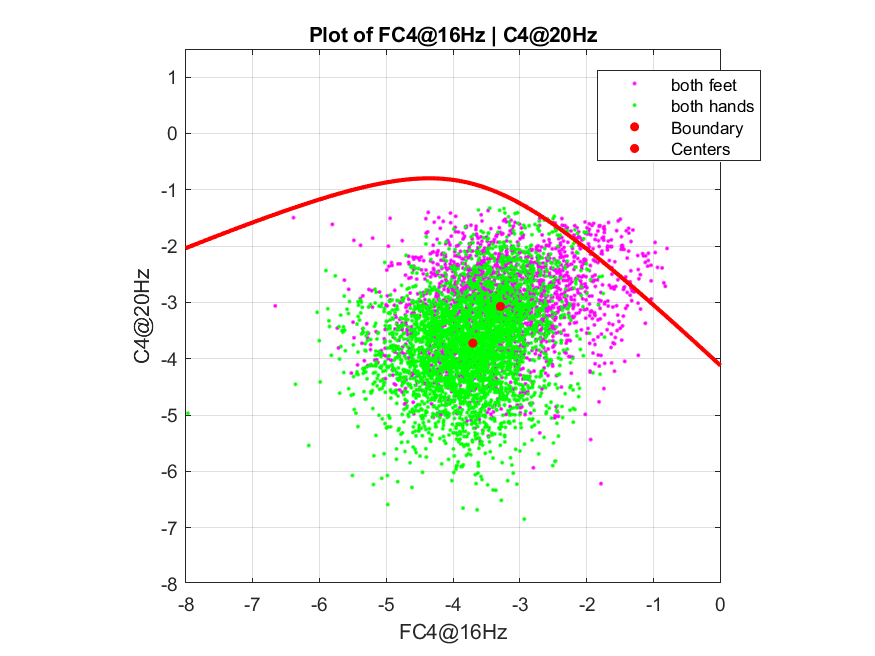 Plot of FC4@16Hz | C4@20Hz
both feet
both hands
Boundary
Centers
1
0
-1
-2
-3
-4
-5
-6
-7
-8
C4@20Hz
-8 -7 -6 -5 -4 -3 -2 -1 0
FC4@16Hz